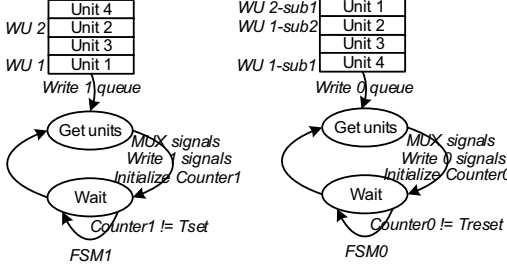 Unit 4
WU 2 Unit 2
Unit 3
WU 1 Unit 1
Write 1 queue
Get units
MUX signals
Write 1 signals
Initialize Counter1
Wait
Counter1 != Tset
FSM1
WU 2-sub1 Unit 1
WU 1-sub2 Unit 2
Unit 3
WU 1-sub1 Unit 4
Write 0 queue
Get units
MUX signals
Write 0 signals
Initialize Counter0
Wait
Counter0 != Treset
FSM0